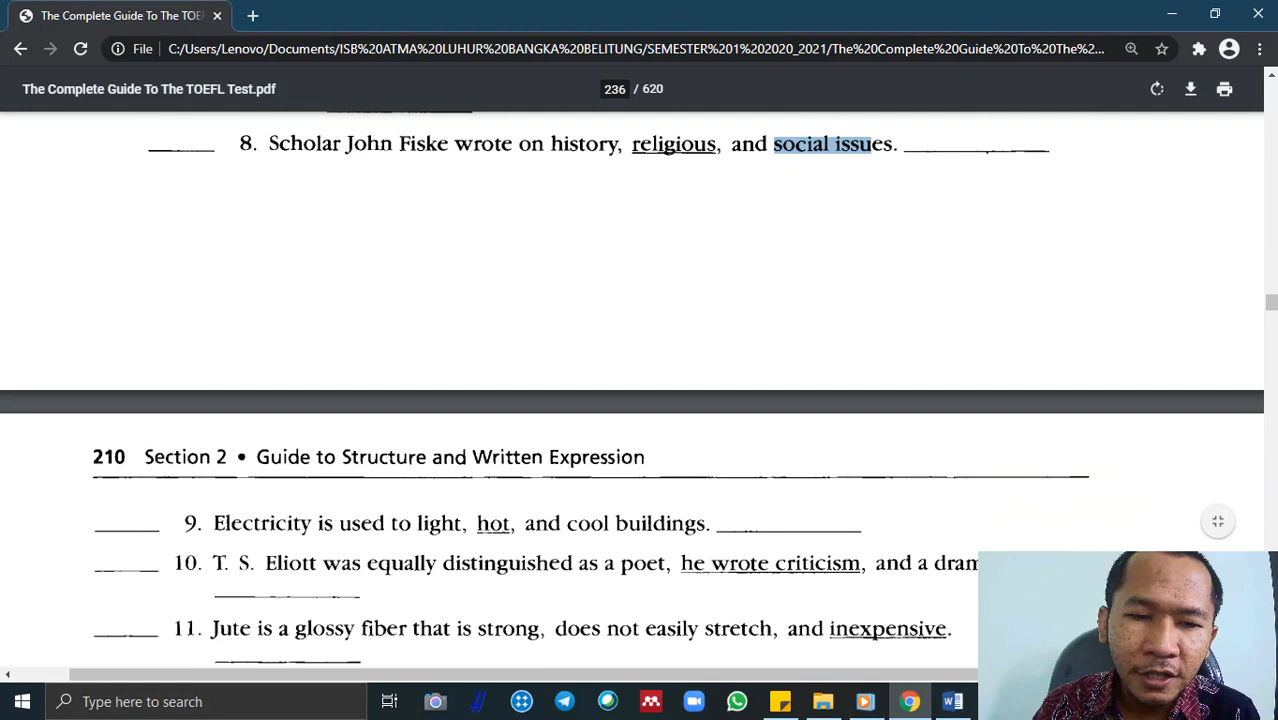 The Complete Guide To The TOE
File C:/Users/Lenovo/Documents/ISB%20ATMA%20LUHUR%20BANGKA%20BELITUNG/SEMESTER%201%202020_2021/The%20Complete%20Guide%20To%20The%2...
The Complete Guide To The TOEFL Test.pdf
236 / 620
8. Scholar John Fiske wrote on history, religious, and social issues.
210 Section 2 • Guide to Structure and Written Expression
9. Electricity is used to light, hot, and cool buildings.
10. T. S. Eliott was equally distinguished as a poet, he wrote criticism, and a dram
11. Jute is a glossy fiber that is strong, does not easily stretch, and inexpensive.
Type here to search